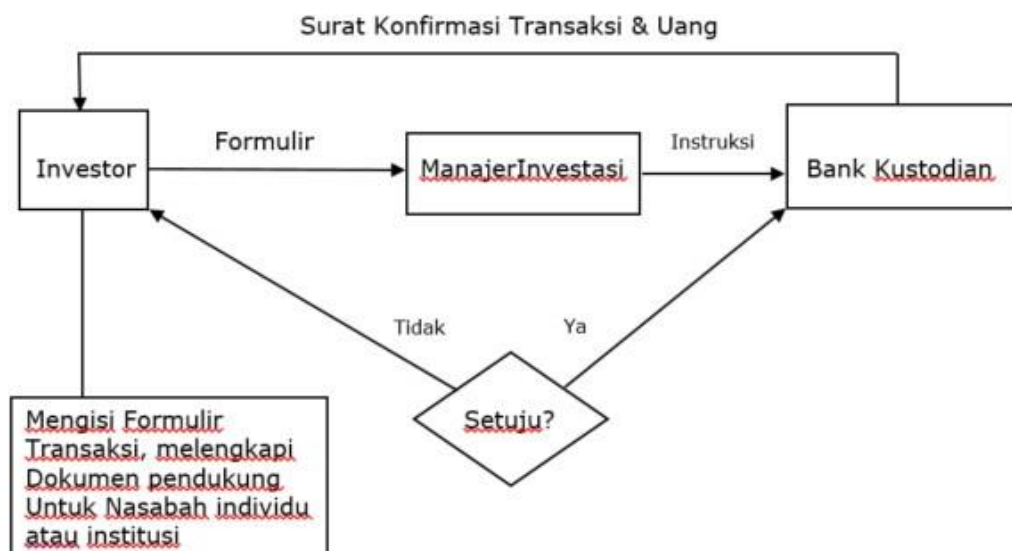 Surat Konfirmasi Transaksi & Uang
Investor
Formulir
ManajerInvestasi
Instruksi
Bank Kustodian
Tidak
Ya
Setuju?
Mengisi Formulir
Transaksi, melengkapi
Dokumen pendukung
Untuk Nasabah individu
atau institusi